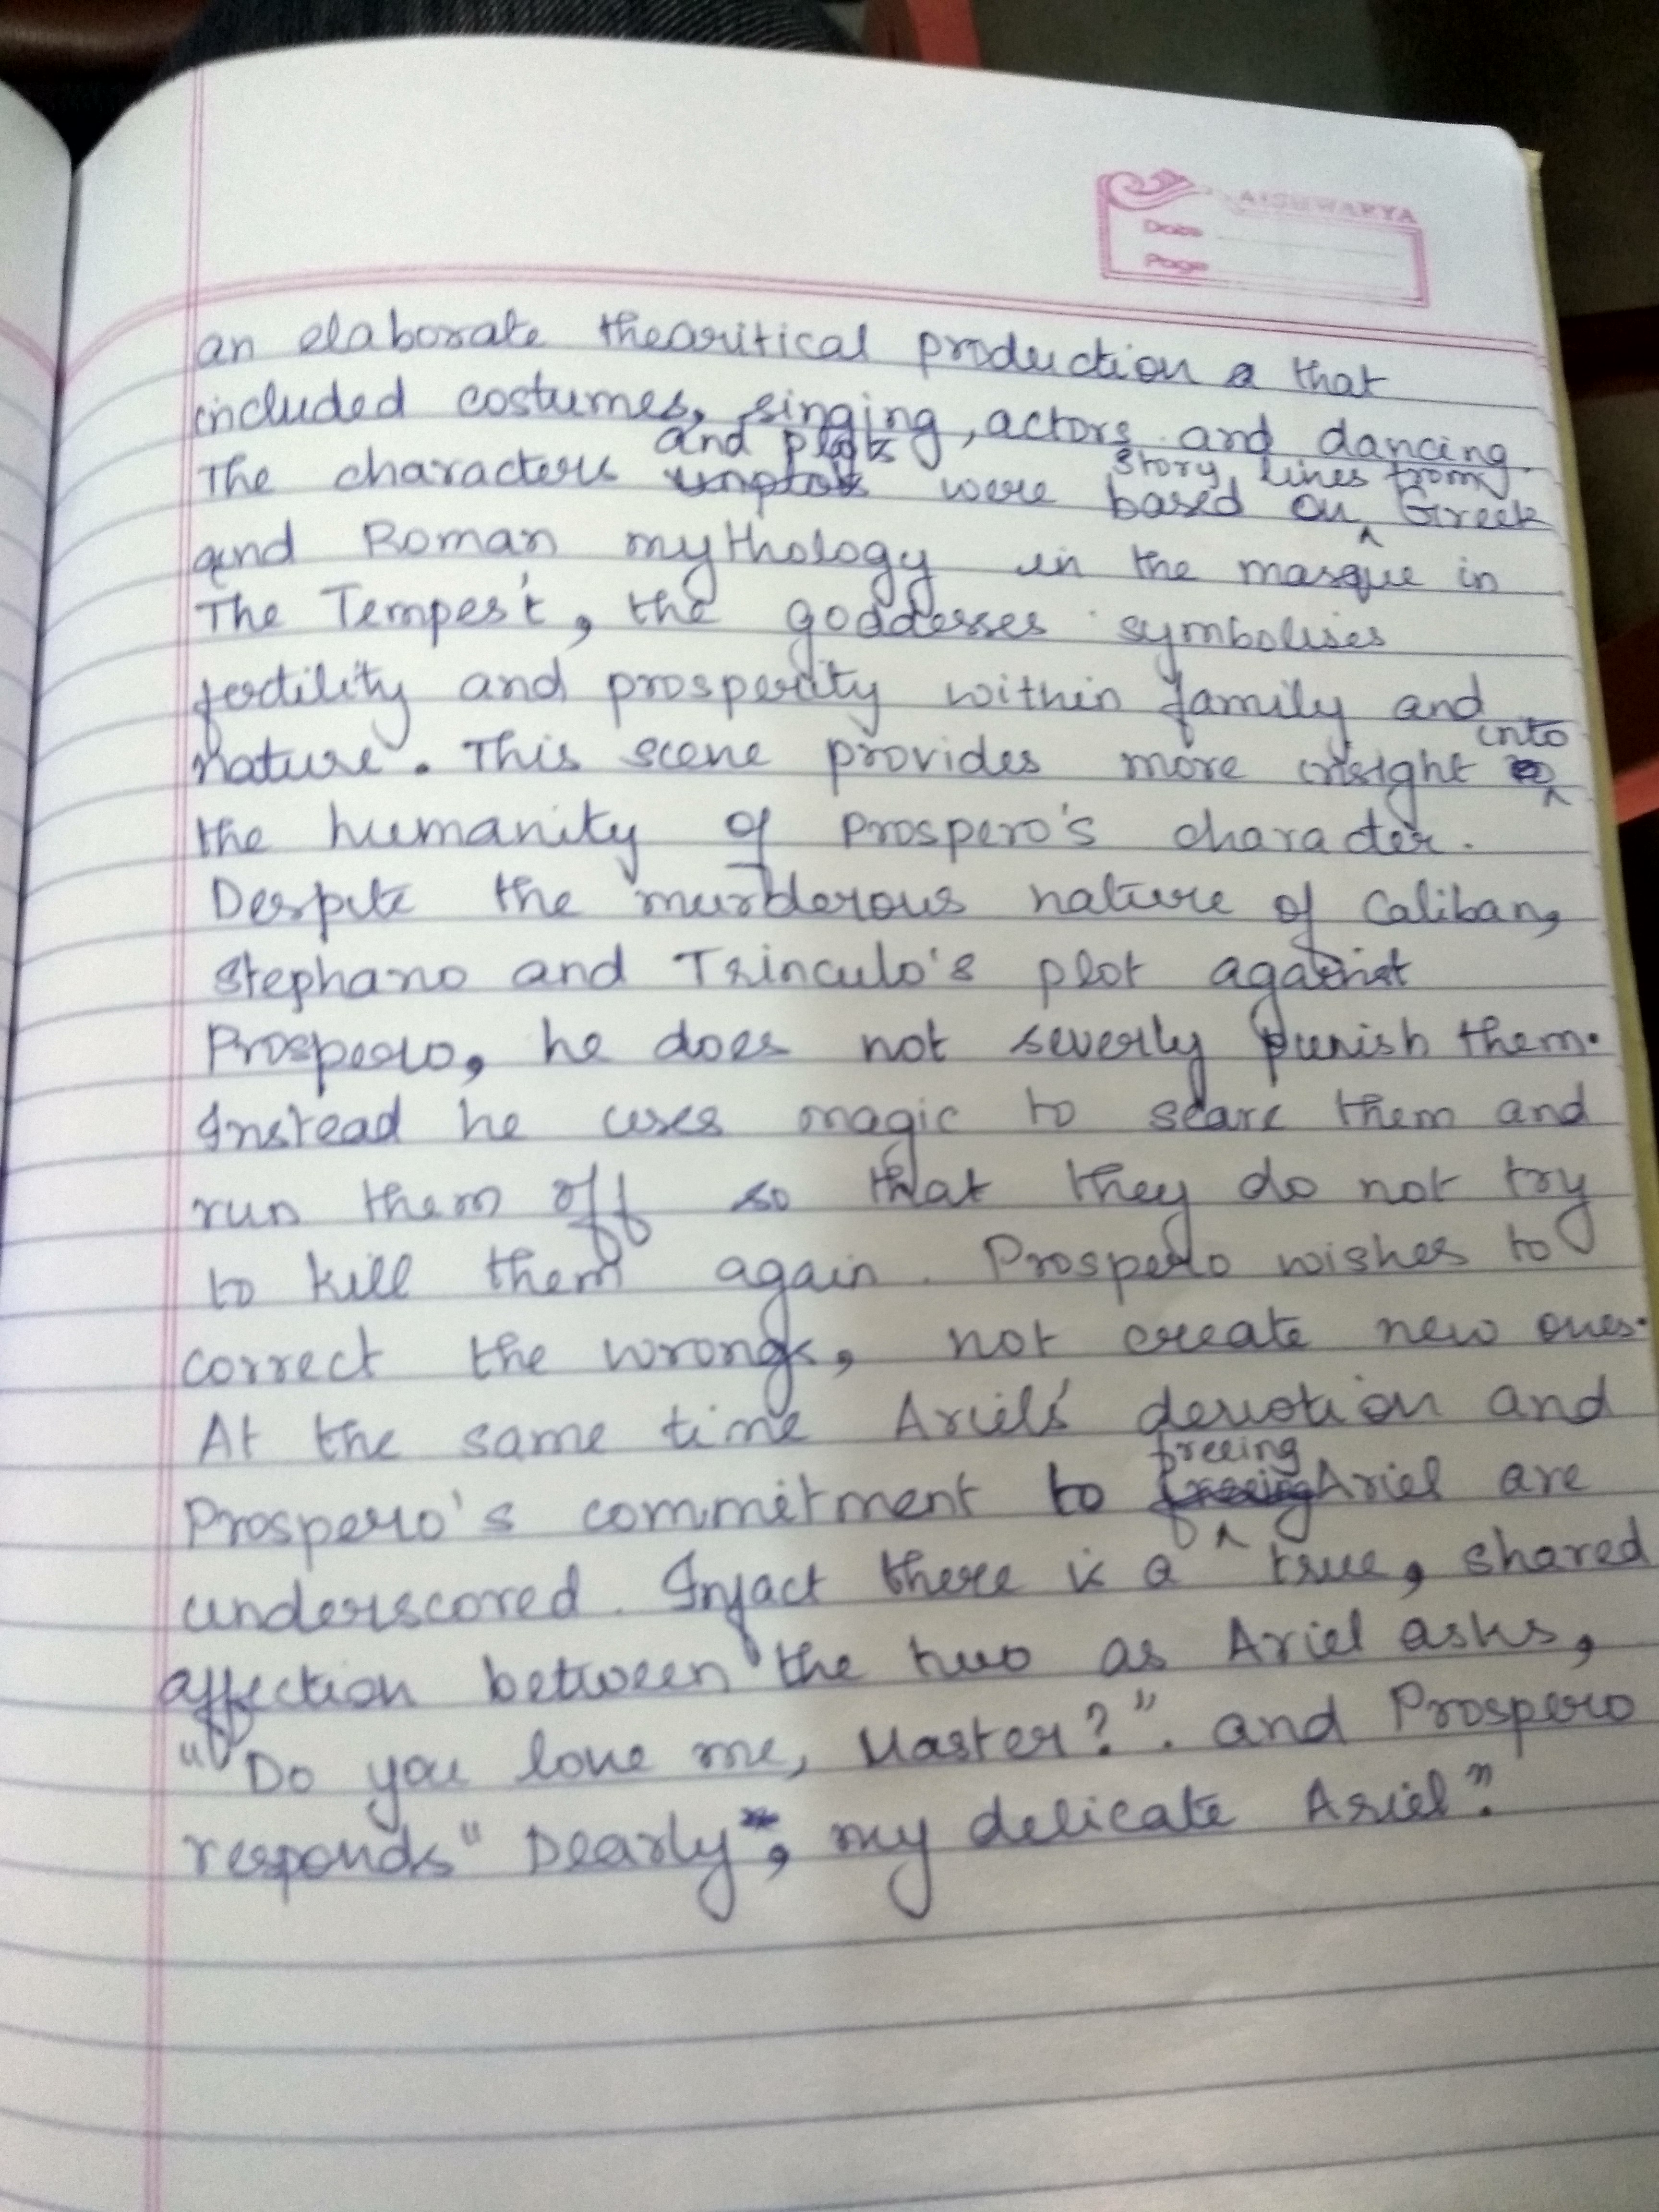 AISHWARYA
Date
Page
an elaborate thearitical production that
included costumes, singing, actors and dancing.
The characters and plots were based on story lines from Greek
and Roman mythology in the masque in
The Tempest, the goddesses symbolises
fertility and prosperity within family and
nature. This scene provides more insight into
the humanity of Prospero's character.
Despite the murderous nature of Caliban,
Stephano and Trinculo's plot against
Prospero, he does not severly punish them.
Instead he uses magic to scare them and
run them off so that they do not try
to kill them again. Prospero wishes to
correct the wrongs, not create new ones.
At the same time Ariel's devotion and
Prospero's commitment to freeing Ariel are
underscored. Infact there is a true, shared
affection between the two as Ariel asks,
"Do you love me, Master?". and Prospero
responds "Dearly, my delicate Ariel".